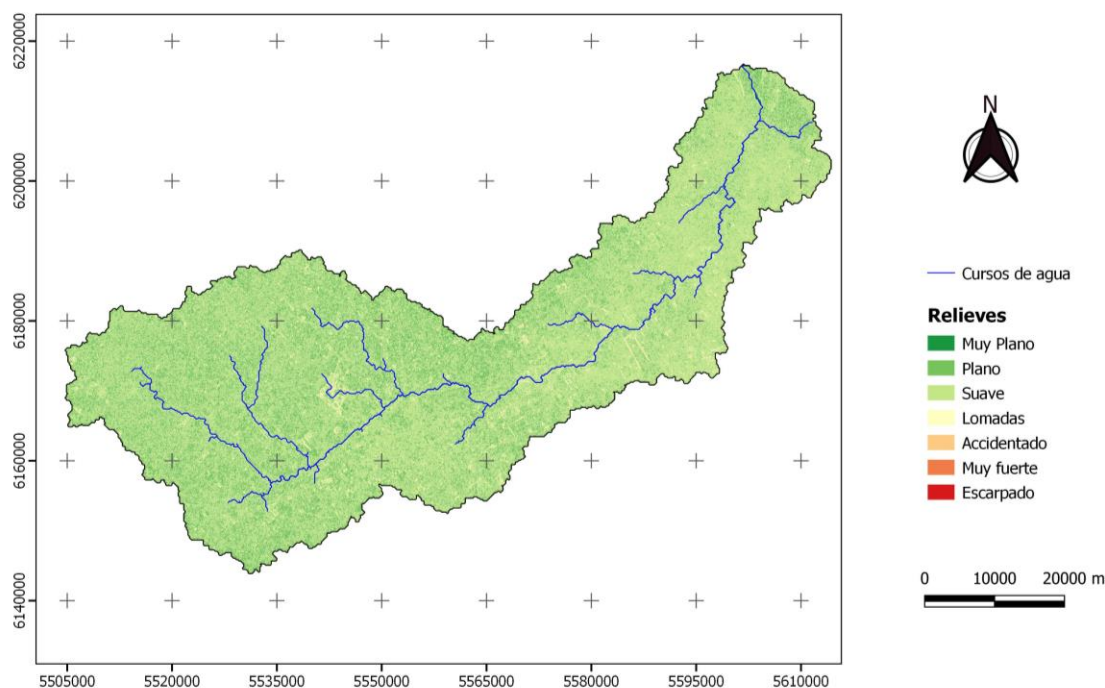 6220000
6200000
6180000
6160000
6140000
5505000 5520000 5535000 5550000 5565000 5580000 5595000 5610000
N
Cursos de agua
Relieves
Muy Plano
Plano
Suave
Lomadas
Accidentado
Muy fuerte
Escarpado
0 10000 20000 m